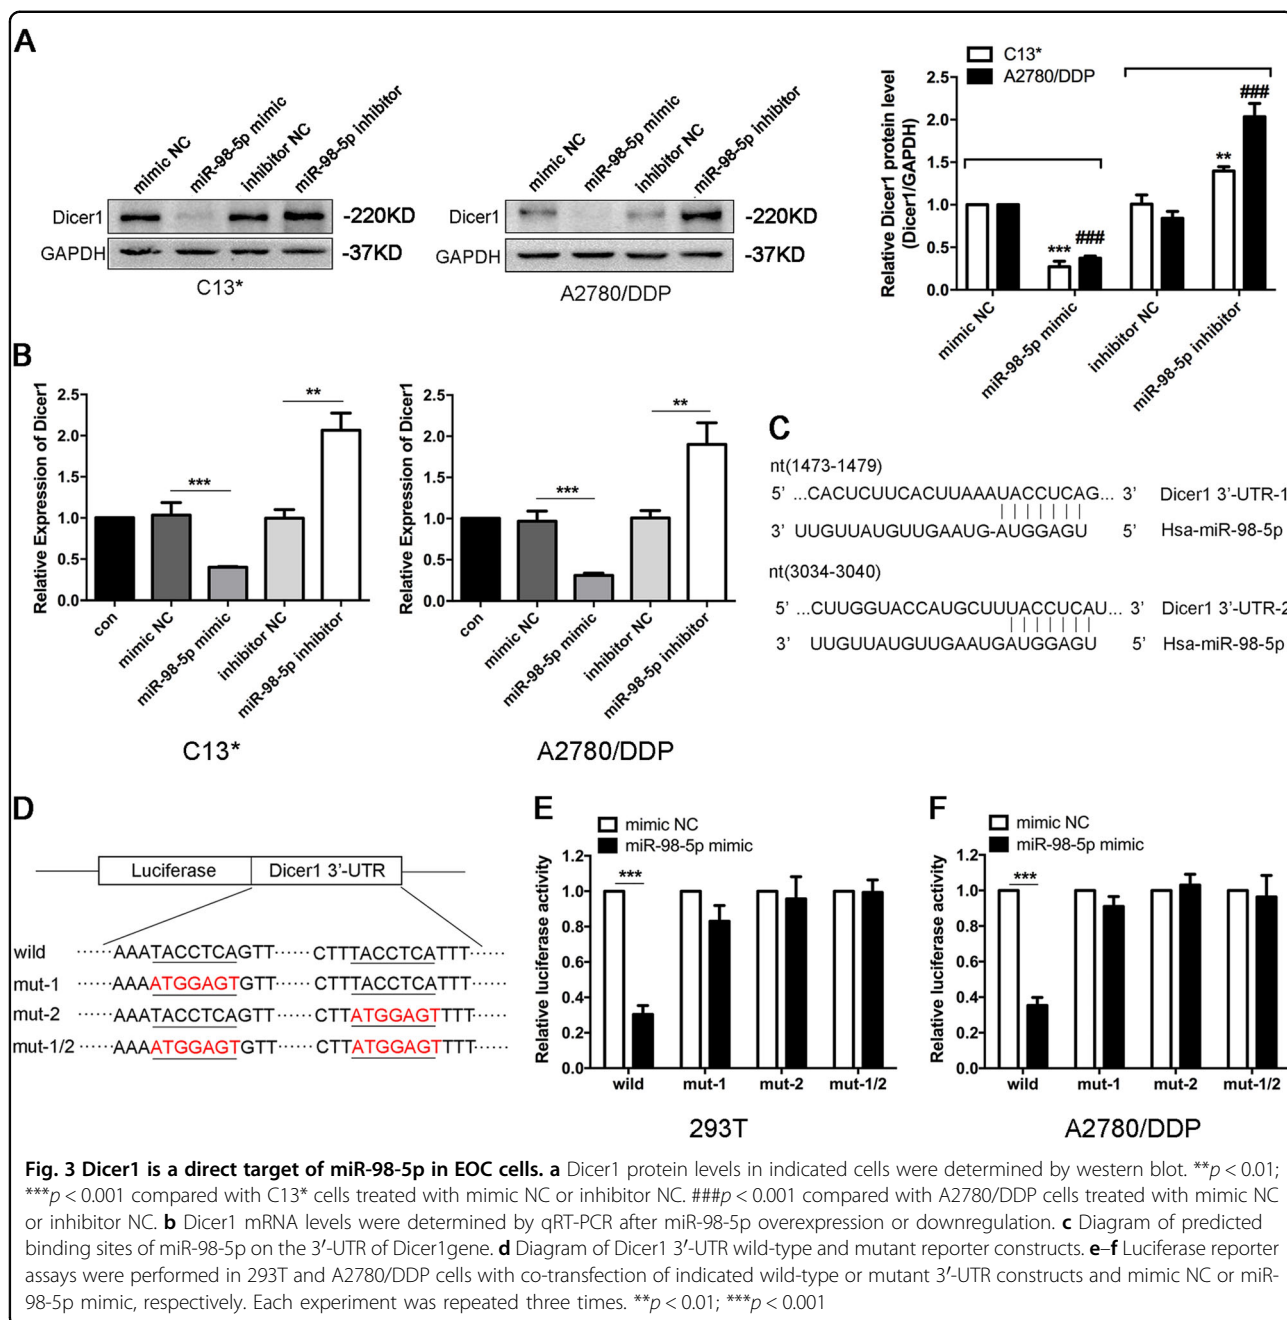 A
mimic NC
miR-98-5p mimic
inhibitor NC
miR-98-5p inhibitor
Dicer1
-220KD
GAPDH
-37KD
C13*
mimic NC
miR-98-5p mimic
inhibitor NC
miR-98-5p inhibitor
Dicer1
-220KD
GAPDH
-37KD
A2780/DDP
C13*
A2780/DDP
Relative Dicer1 protein level
(Dicer1/GAPDH)
2.5
2.0
1.5
1.0
0.5
0.0
***
###
**
###
mimic NC
miR-98-5p mimic
inhibitor NC
miR-98-5p inhibitor
B
Relative Expression of Dicer1
2.5
2.0
1.5
1.0
0.5
0.0
***
**
con
mimic NC
miR-98-5p mimic
inhibitor NC
miR-98-5p inhibitor
C13*
Relative Expression of Dicer1
2.5
2.0
1.5
1.0
0.5
0.0
***
**
con
mimic NC
miR-98-5p mimic
inhibitor NC
miR-98-5p inhibitor
A2780/DDP
C
nt(1473-1479)
5' ...CACUCUUCACUUAAAUACCUCAG... 3' Dicer1 3'-UTR-1
3' UUGUUAUGUUGAAUG-AUGGAGU 5' Hsa-miR-98-5p
nt(3034-3040)
5' ...CUUGGUACCAUGCUUUACCUCAU... 3' Dicer1 3'-UTR-2
3' UUGUUAUGUUGAAUGAUGGAGU 5' Hsa-miR-98-5p
D
Luciferase Dicer1 3'-UTR
wild ······AAATACCTCAGTT······CTTTACCTCATTT······
mut-1 ······AAAATGGAGTGTT······CTTTACCTCATTT······
mut-2 ······AAATACCTCAGTT······CTTATGGAGTTTT······
mut-1/2 ······AAAATGGAGTGTT······CTTATGGAGTTTT······
E
mimic NC
miR-98-5p mimic
Relative luciferase activity
1.2
1.0
0.8
0.6
0.4
0.2
0.0
***
wild mut-1 mut-2 mut-1/2
293T
F
mimic NC
miR-98-5p mimic
Relative luciferase activity
1.2
1.0
0.8
0.6
0.4
0.2
0.0
***
wild mut-1 mut-2 mut-1/2
A2780/DDP
Fig. 3 Dicer1 is a direct target of miR-98-5p in EOC cells. a Dicer1 protein levels in indicated cells were determined by western blot. **p < 0.01;
***p < 0.001 compared with C13* cells treated with mimic NC or inhibitor NC. ###p < 0.001 compared with A2780/DDP cells treated with mimic NC
or inhibitor NC. b Dicer1 mRNA levels were determined by qRT-PCR after miR-98-5p overexpression or downregulation. c Diagram of predicted
binding sites of miR-98-5p on the 3′-UTR of Dicer1gene. d Diagram of Dicer1 3′-UTR wild-type and mutant reporter constructs. e–f Luciferase reporter
assays were performed in 293T and A2780/DDP cells with co-transfection of indicated wild-type or mutant 3′-UTR constructs and mimic NC or miR-
98-5p mimic, respectively. Each experiment was repeated three times. **p < 0.01; ***p < 0.001